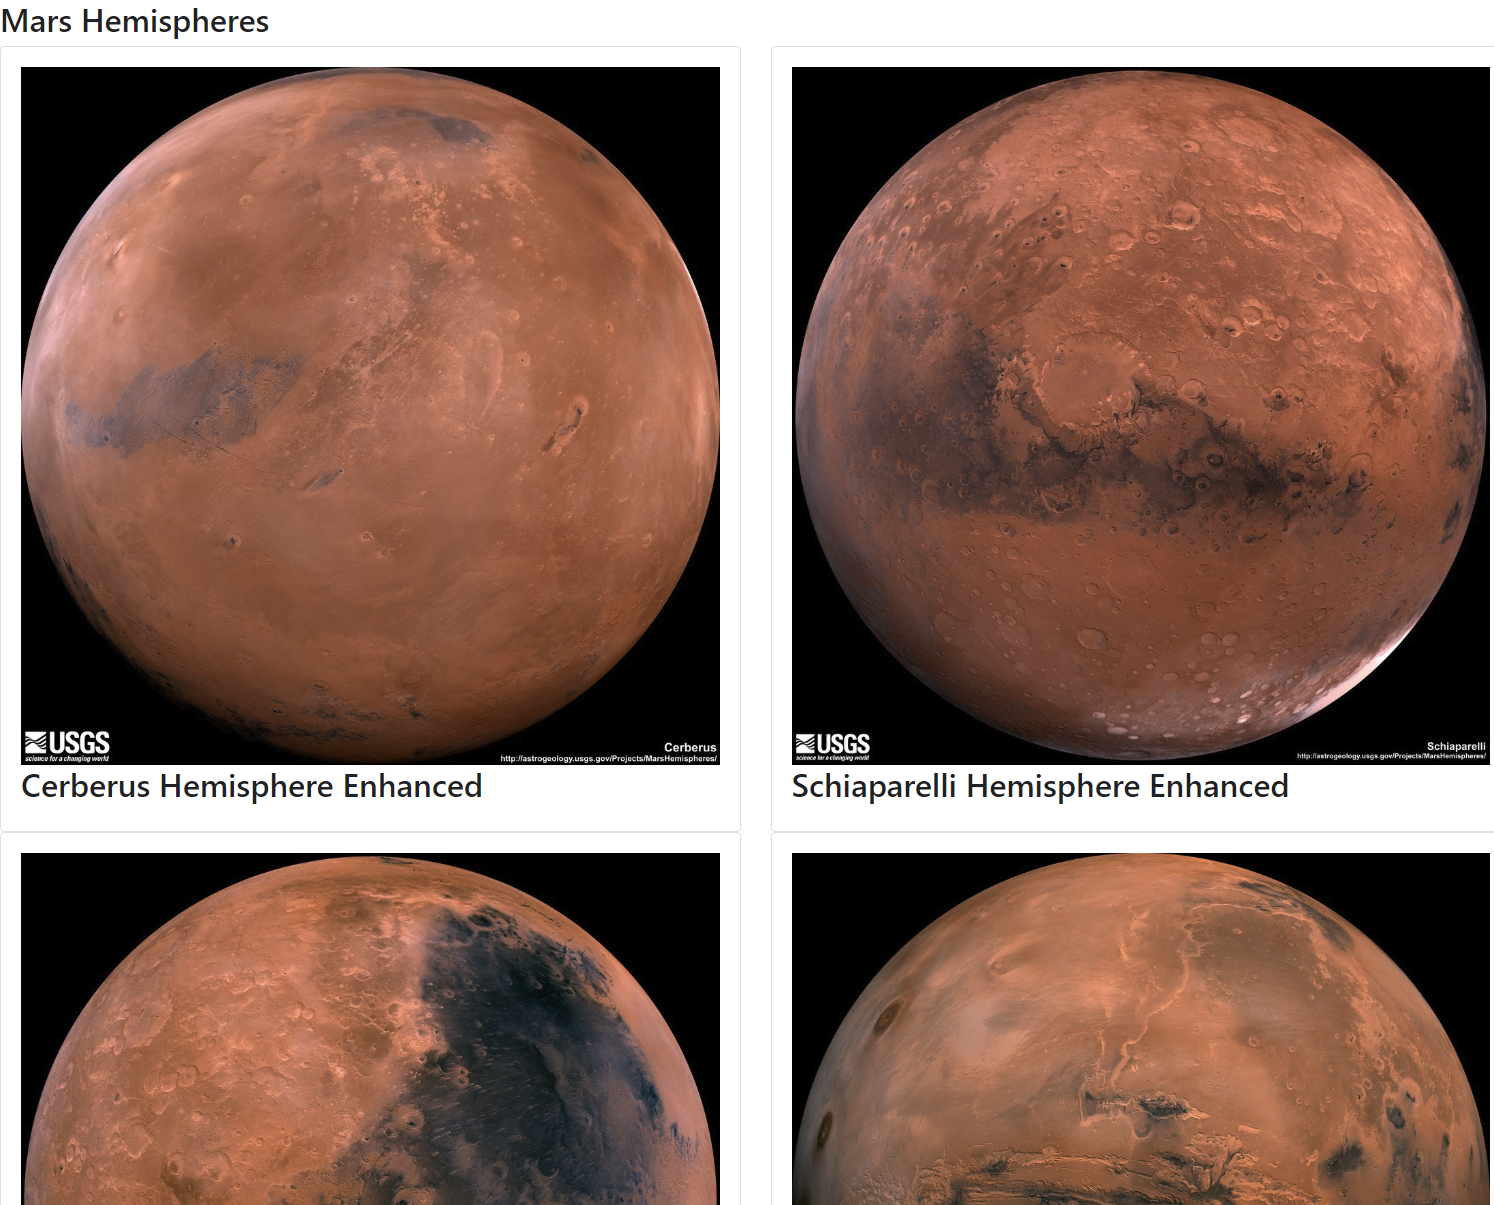 Mars Hemispheres
USGS
science for a changing world
Cerberus
http://astrogeology.usgs.gov/Projects/MarsHemispheres/
Cerberus Hemisphere Enhanced
USGS
science for a changing world
Schiaparelli
http://astrogeology.usgs.gov/Projects/MarsHemispheres/
Schiaparelli Hemisphere Enhanced